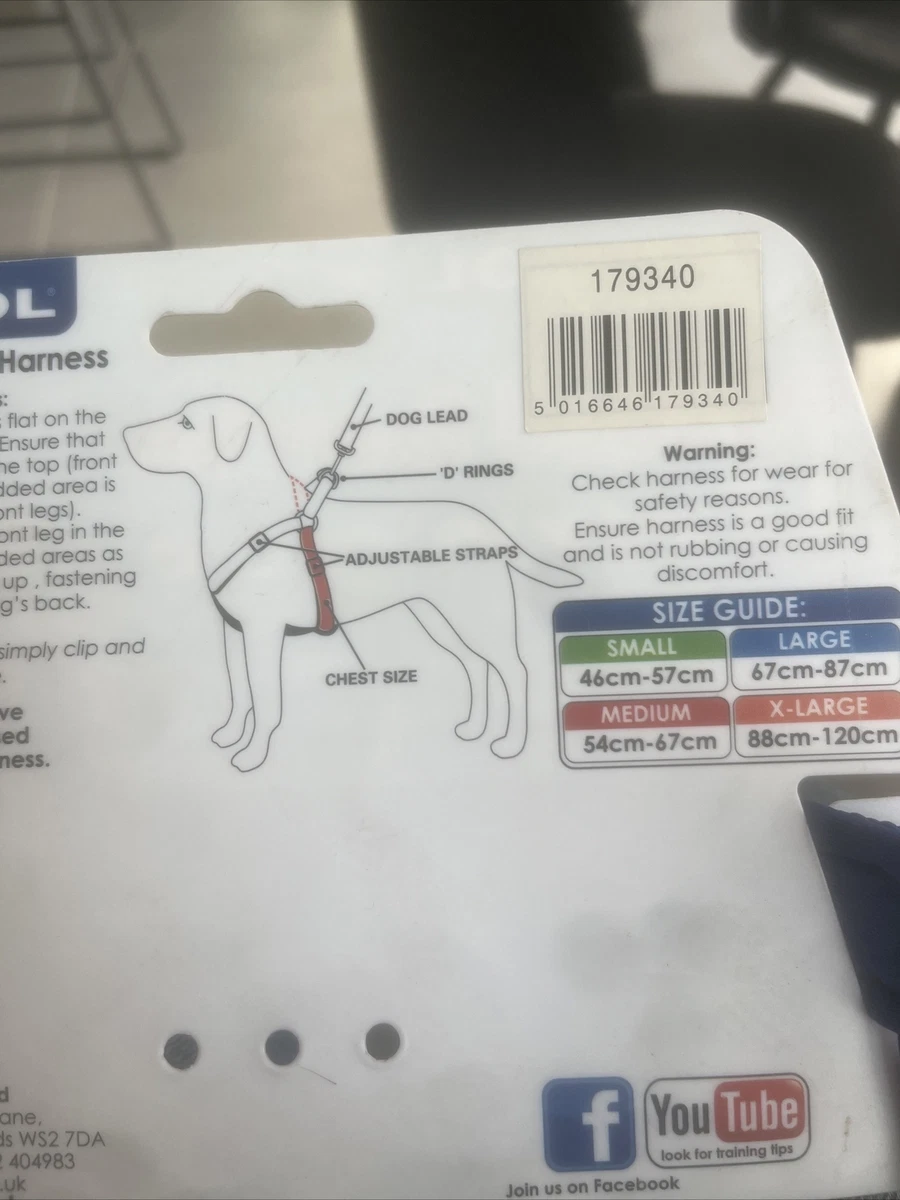 OL®
Harness
s:
flat on the
Ensure that
he top (front
dded area is
ont legs).
ont leg in the
ded areas as
up , fastening
g's back.
simply clip and
ve
sed
ness.
DOG LEAD
'D' RINGS
ADJUSTABLE STRAPS
CHEST SIZE
179340
5 016646 179340
Warning:
Check harness for wear for
safety reasons.
Ensure harness is a good fit
and is not rubbing or causing
discomfort.
SIZE GUIDE:
SMALL
46cm-57cm
LARGE
67cm-87cm
MEDIUM
54cm-67cm
X-LARGE
88cm-120cm
d
ane,
ds WS2 7DA
2 404983
.uk
f
YouTube
look for training tips
Join us on Facebook